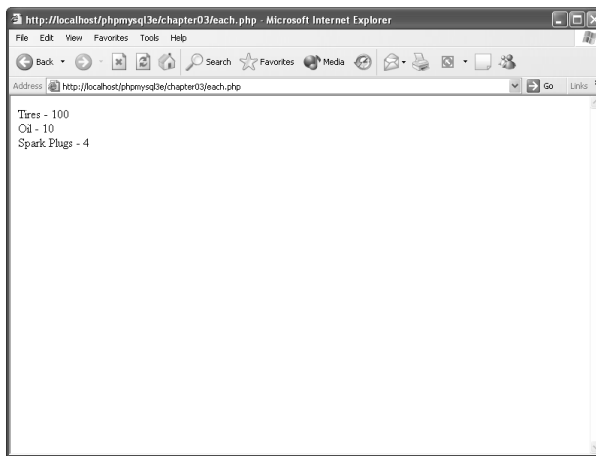 http://localhost/phpmysql3e/chapter03/each.php - Microsoft Internet Explorer
File Edit View Favorites Tools Help
Back Search Favorites Media
Address http://localhost/phpmysql3e/chapter03/each.php Go Links
Tires - 100
Oil - 10
Spark Plugs - 4